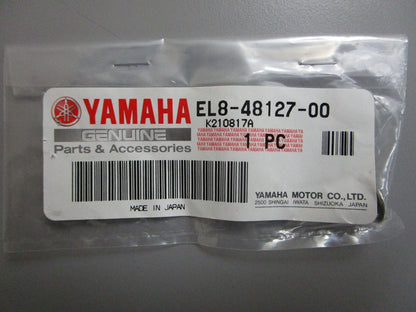 YAMAHA EL8-48127-00
K210817A
GENUINE
Parts & Accessories
1 PC
YAMAHA MOTOR CO., LTD.
2500 SHINGAI IWATA SHIZUOKA JAPAN
MADE IN JAPAN